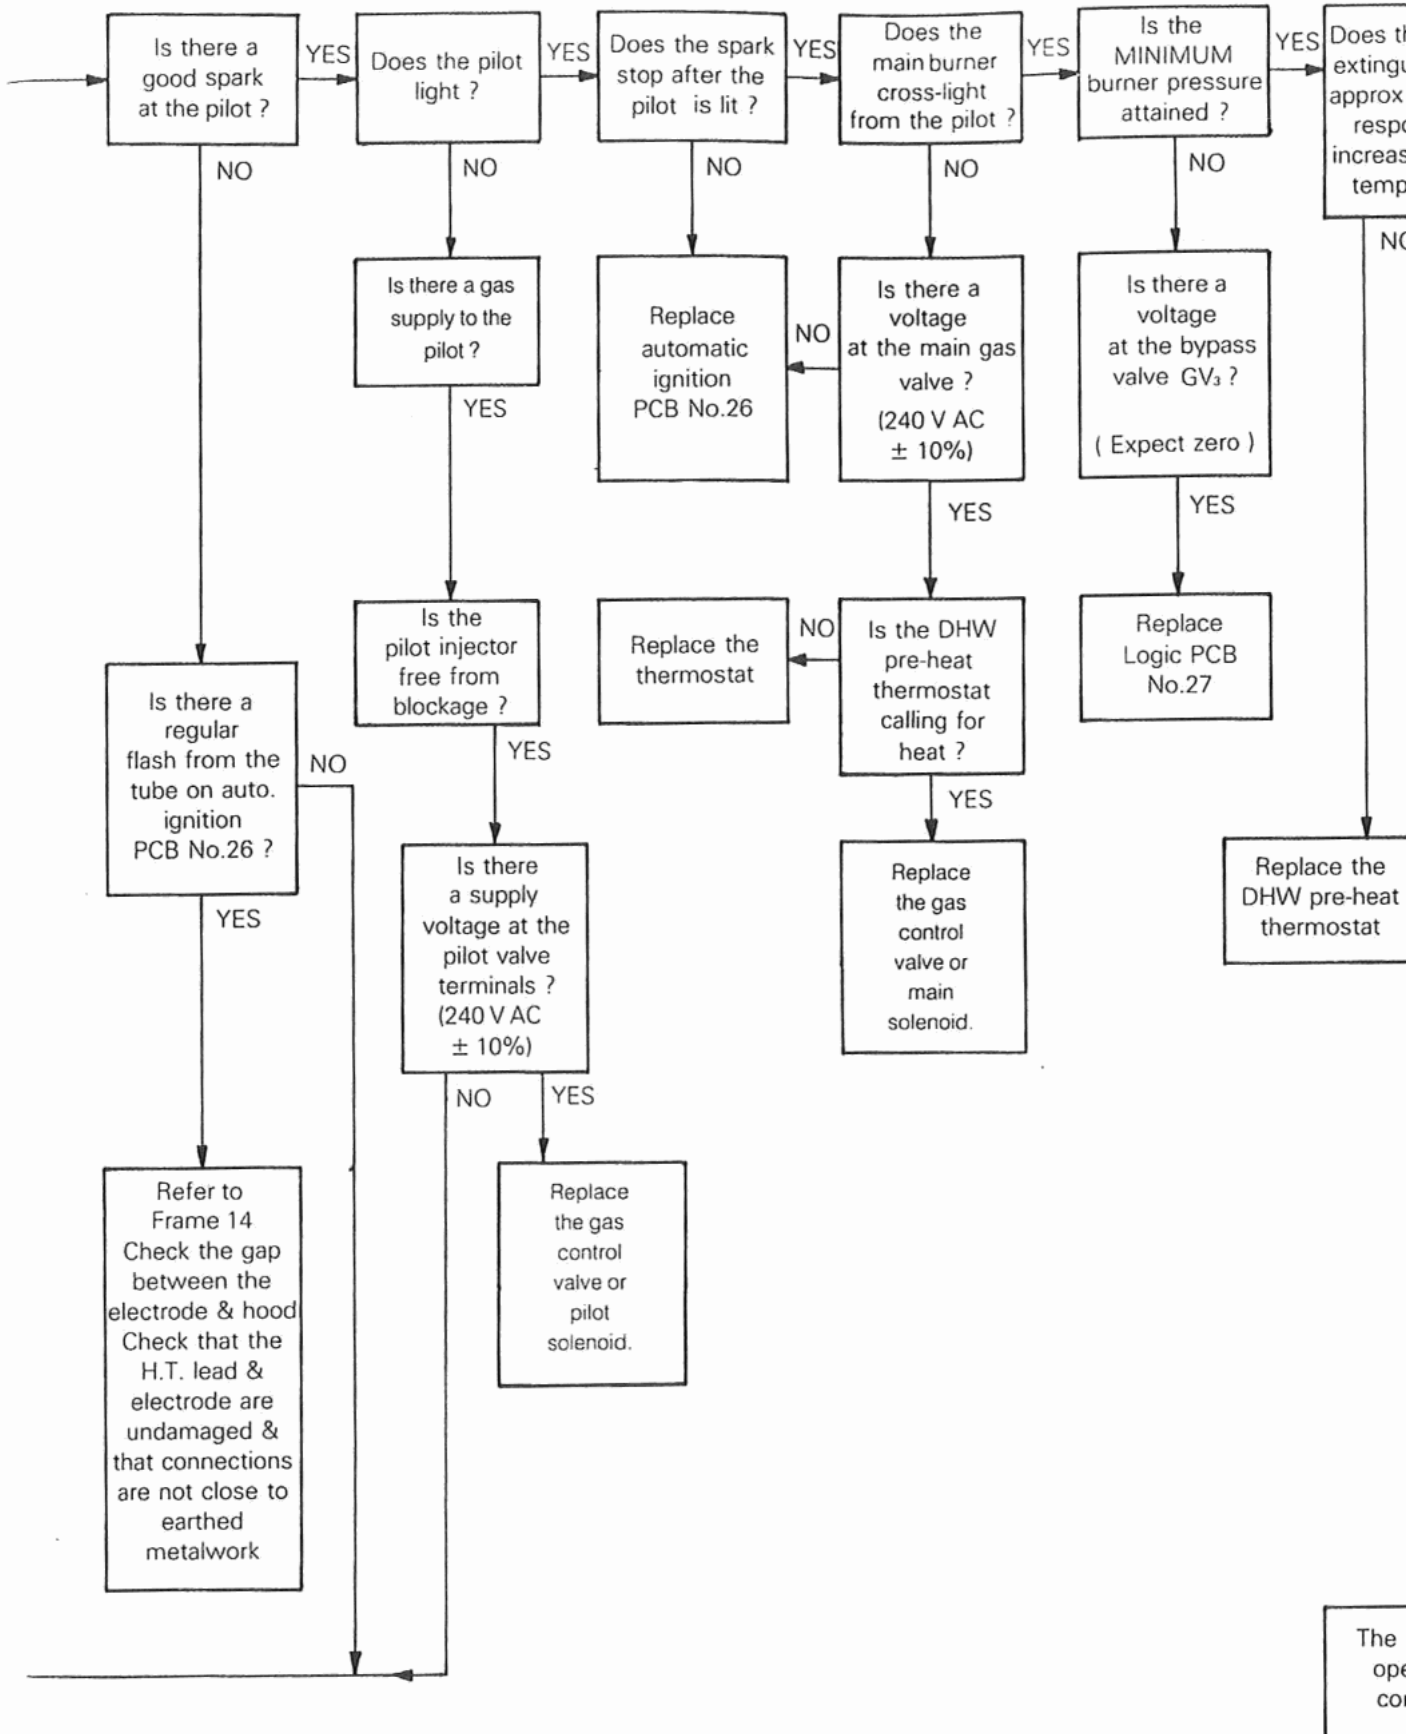 Is there a
good spark
at the pilot ?
YES
NO
Does the pilot
light ?
YES
NO
Does the spark
stop after the
pilot is lit ?
YES
NO
Does the
main burner
cross-light
from the pilot ?
YES
NO
Is the
MINIMUM
burner pressure
attained ?
YES
NO
Does
approx
NO
Is there a gas
supply to the
pilot ?
YES
Replace
automatic
ignition
PCB No.26
NO
Is there a
voltage
at the main gas
valve ?
(240 V AC
± 10%)
YES
Is there a
voltage
at the bypass
valve GV₃ ?
( Expect zero )
YES
Is the
pilot injector
free from
blockage ?
YES
Replace the
thermostat
NO
Is the DHW
pre-heat
thermostat
calling for
heat ?
YES
Replace
Logic PCB
No.27
Is there a
regular
flash from the
tube on auto.
ignition
PCB No.26 ?
NO
YES
Is there
a supply
voltage at the
pilot valve
terminals ?
(240 V AC
± 10%)
NO
YES
Replace
the gas
control
valve or
main
solenoid.
Replace the
DHW pre-heat
thermostat
Refer to
Frame 14
Check the gap
between the
electrode & hood
Check that the
H.T. lead &
electrode are
undamaged &
that connections
are not close to
earthed
metalwork
Replace
the gas
control
valve or
pilot
solenoid.
The